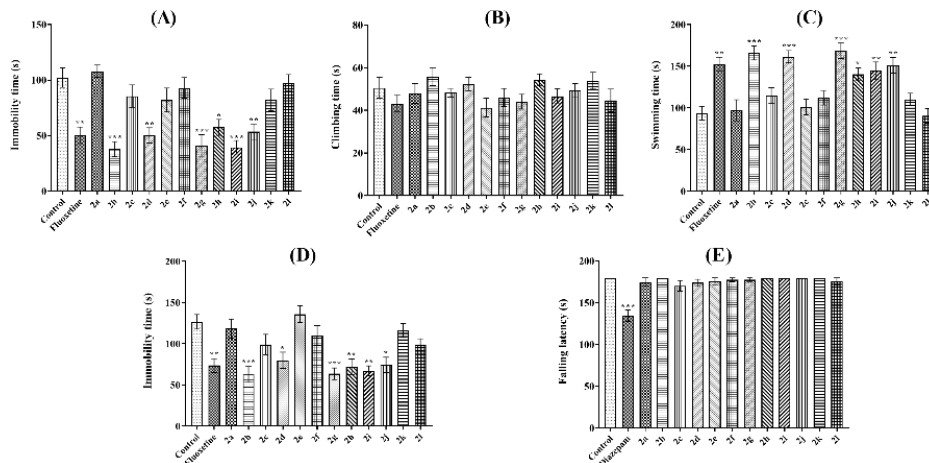 (A)
Immobility time (s)
150
100
50
0
Control
Fluoxetine
2a
2b
2c
2d
2e
2f
2g
2h
2i
2j
2k
2l
** *** ** *** * *** **
(B)
Climbing time (s)
80
60
40
20
0
Control
Fluoxetine
2a
2b
2c
2d
2e
2f
2g
2h
2i
2j
2k
2l
(C)
Swimming time (s)
200
150
100
50
0
Control
Fluoxetine
2a
2b
2c
2d
2e
2f
2g
2h
2i
2j
2k
2l
** *** *** *** * ** **
(D)
Immobility time (s)
200
150
100
50
0
Control
Fluoxetine
2a
2b
2c
2d
2e
2f
2g
2h
2i
2j
2k
2l
** *** * *** ** ** *
(E)
Falling latency (s)
200
150
100
50
0
Control
Diazepam
2a
2b
2c
2d
2e
2f
2g
2h
2i
2j
2k
2l
***